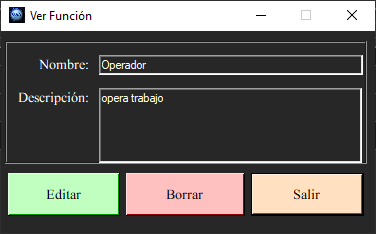 Ver Función
Nombre: Operador
Descripción: opera trabajo
Editar Borrar Salir